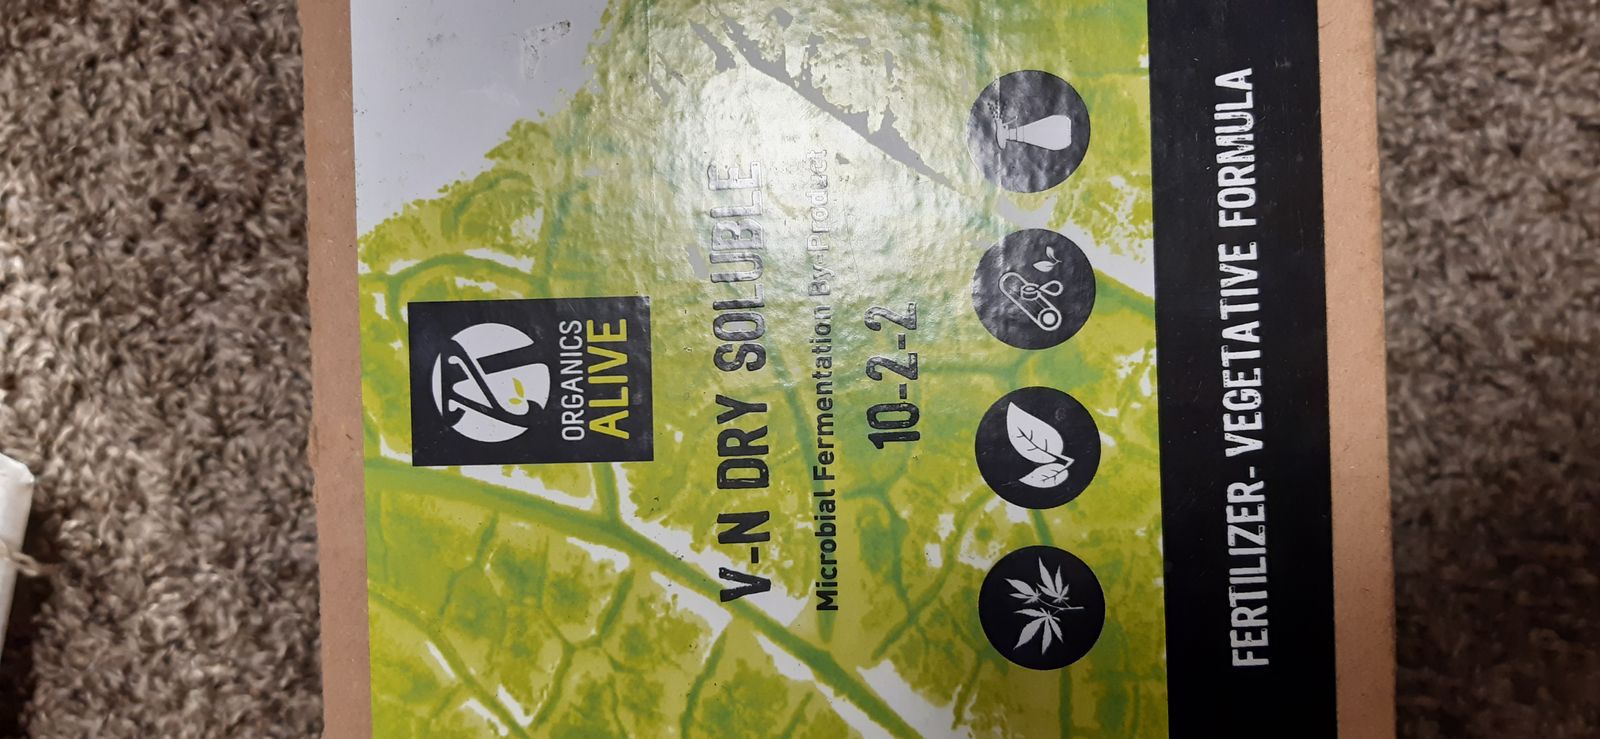 ORGANICS
ALIVE
V-N DRY SOLUBLE
Microbial Fermentation By-Product
10-2-2
FERTILIZER- VEGETATIVE FORMULA